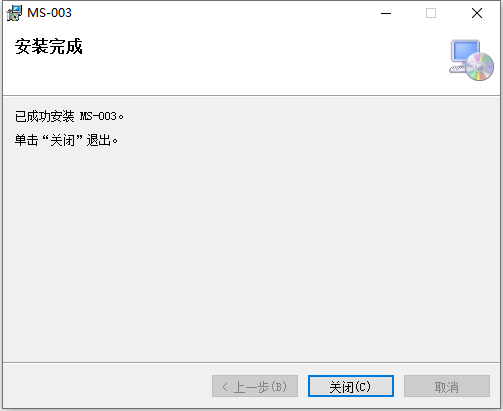 MS-003
安装完成
已成功安装 MS-003。
单击“关闭”退出。
< 上一步(B)
关闭(C)
取消